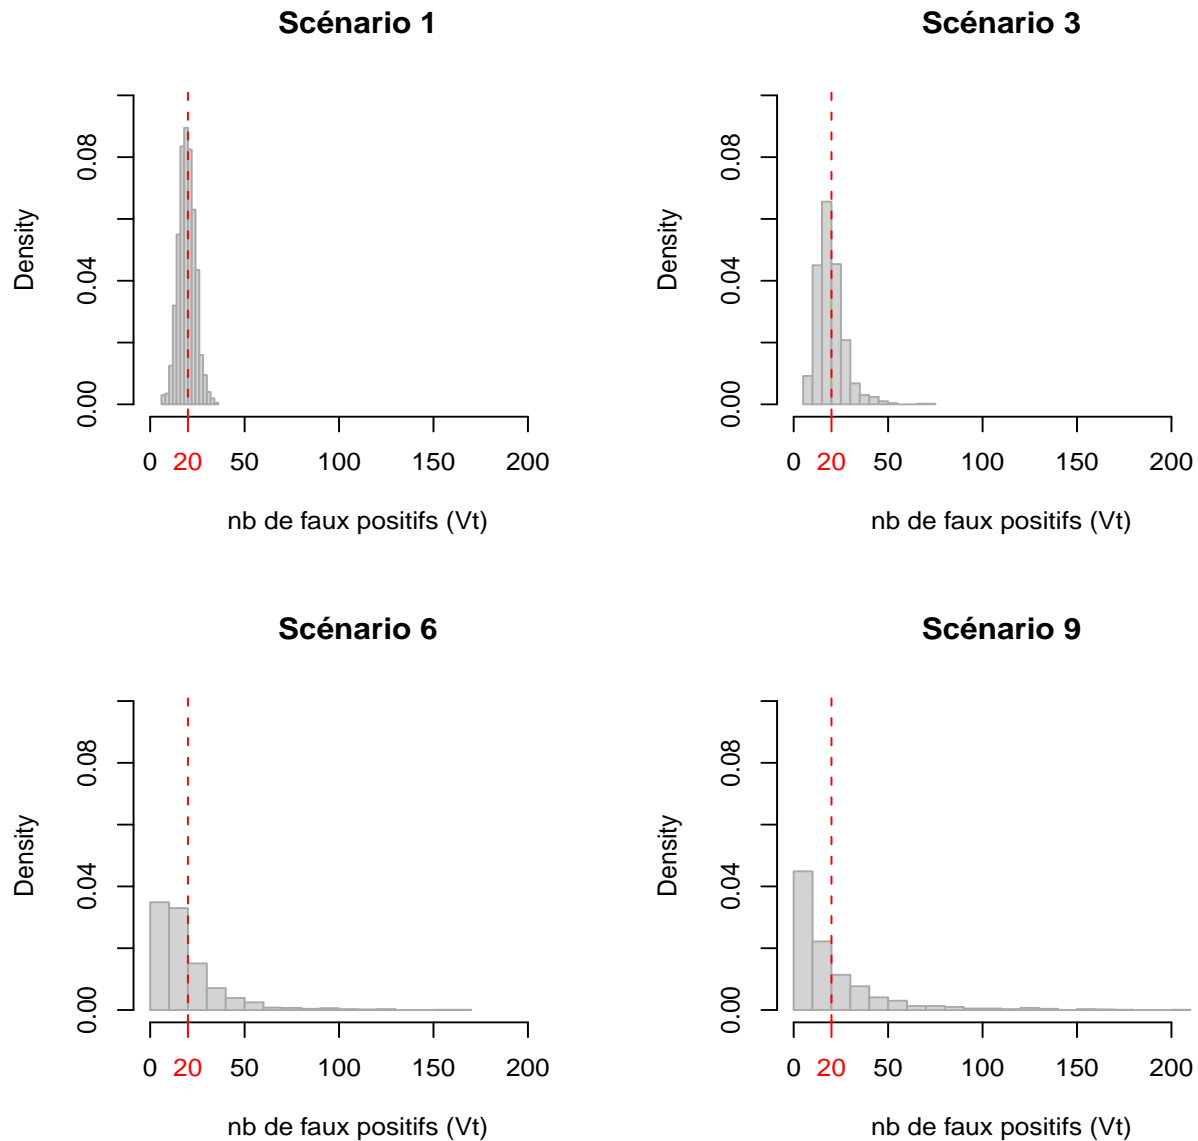 Scénario 1
Density
0.00 0.04 0.08
0 20 50 100 150 200
nb de faux positifs (Vt)
Scénario 3
Density
0.00 0.04 0.08
0 20 50 100 150 200
nb de faux positifs (Vt)
Scénario 6
Density
0.00 0.04 0.08
0 20 50 100 150 200
nb de faux positifs (Vt)
Scénario 9
Density
0.00 0.04 0.08
0 20 50 100 150 200
nb de faux positifs (Vt)